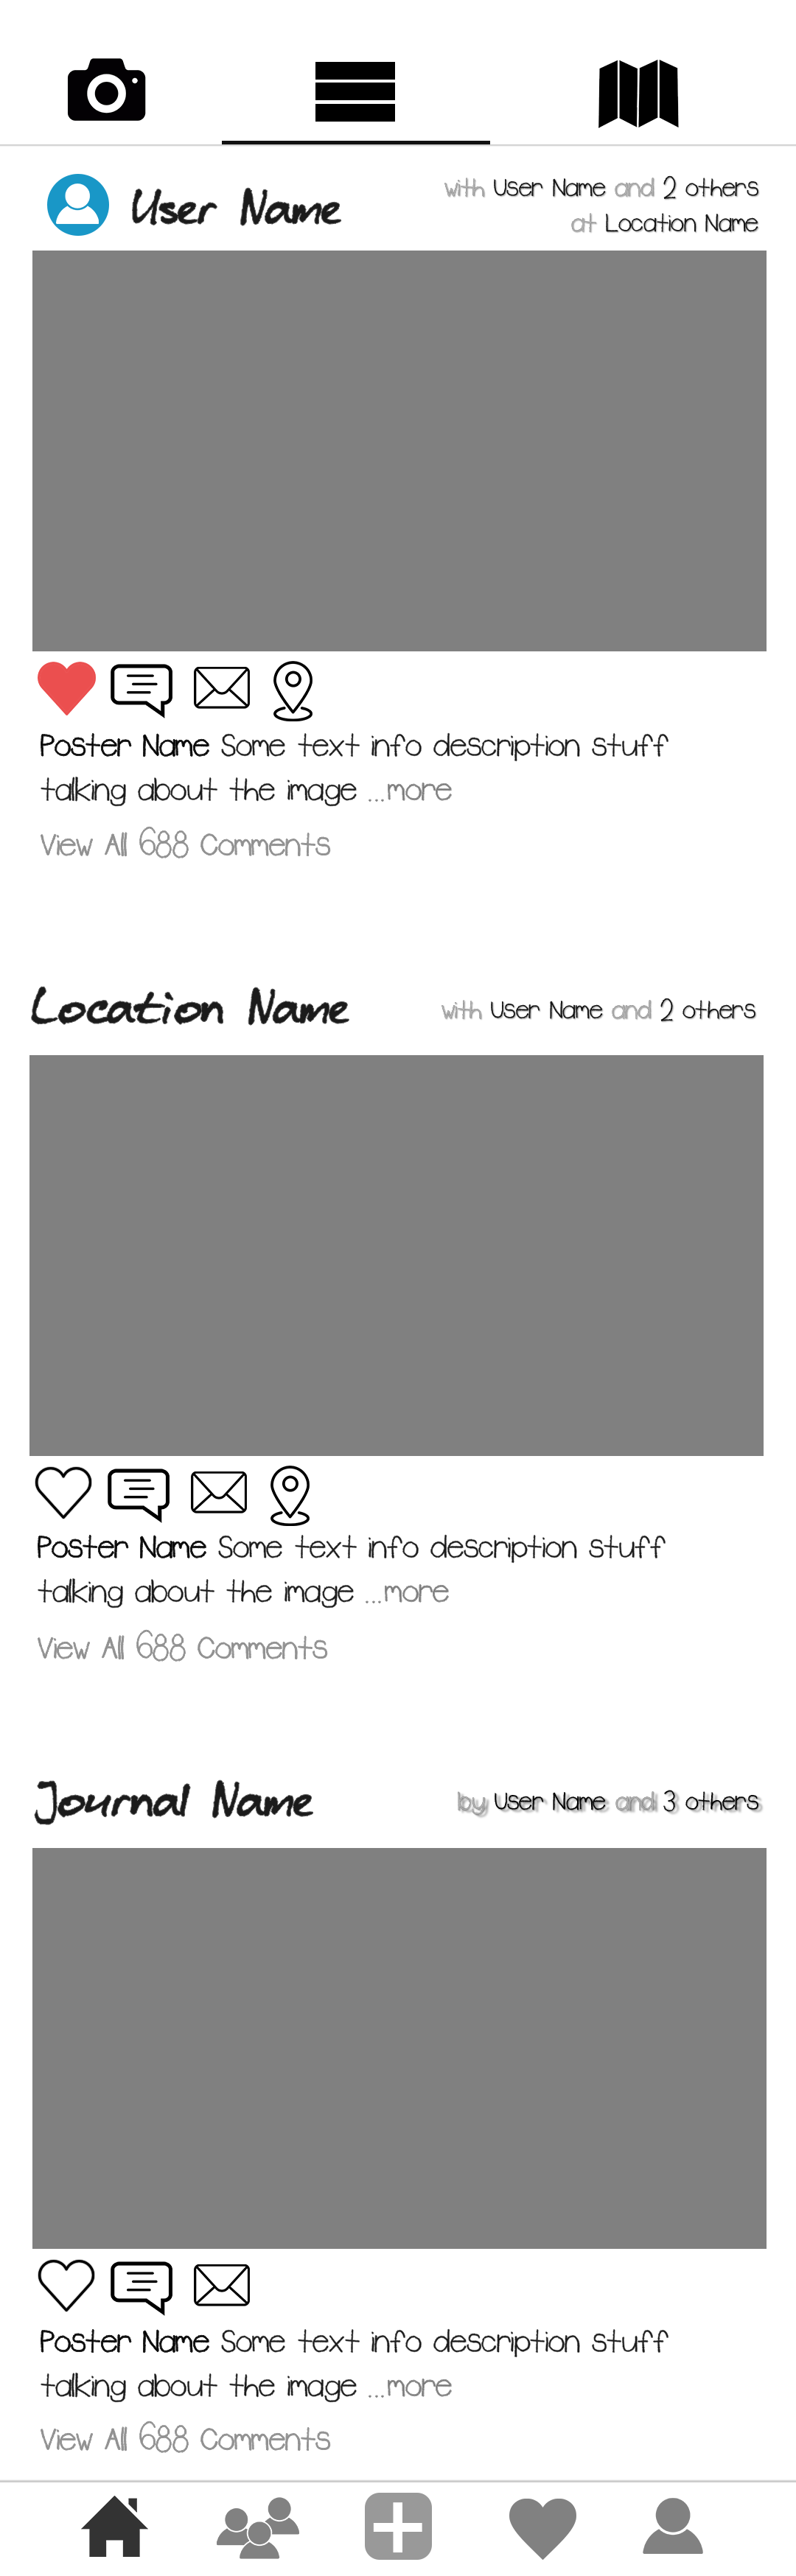 User Name
with User Name and 2 others
at Location Name
Poster Name Some text info description stuff
talking about the image ...more
View All 688 Comments
Location Name
with User Name and 2 others
Poster Name Some text info description stuff
talking about the image ...more
View All 688 Comments
Journal Name
by User Name and 3 others
Poster Name Some text info description stuff
talking about the image ...more
View All 688 Comments